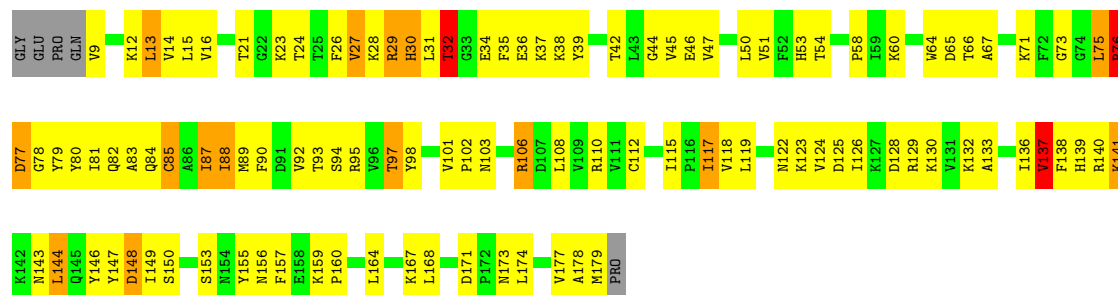 GLY GLU PRO GLN V9 K12 L13 V14 L15 V16 T21 G22 K23 T24 T25 F26 V27 K28 R29 H30 L31 T32 G33 E34 F35 E36 K37 K38 Y39 T42 L43 G44 V45 E46 V47 L50 V51 F52 H53 T54 P58 I59 K60 W64 D65 T66 A67 K71 F72 G73 G74 L75 R76
D77 G78 Y79 Y80 I81 Q82 A83 Q84 C85 A86 I87 I88 M89 F90 D91 V92 T93 S94 R95 V96 T97 Y98 V101 P102 N103 R106 D107 L108 V109 R110 V111 C112 I115 P116 I117 V118 L119 N122 K123 V124 D125 I126 K127 D128 R129 K130 V131 K132 A133 I136 V137 F138 H139 R140 K141
K142 N143 L144 Q145 Y146 Y147 D148 I149 S150 S153 N154 Y155 N156 F157 E158 K159 P160 L164 K167 L168 D171 P172 N173 L174 V177 A178 M179 PRO